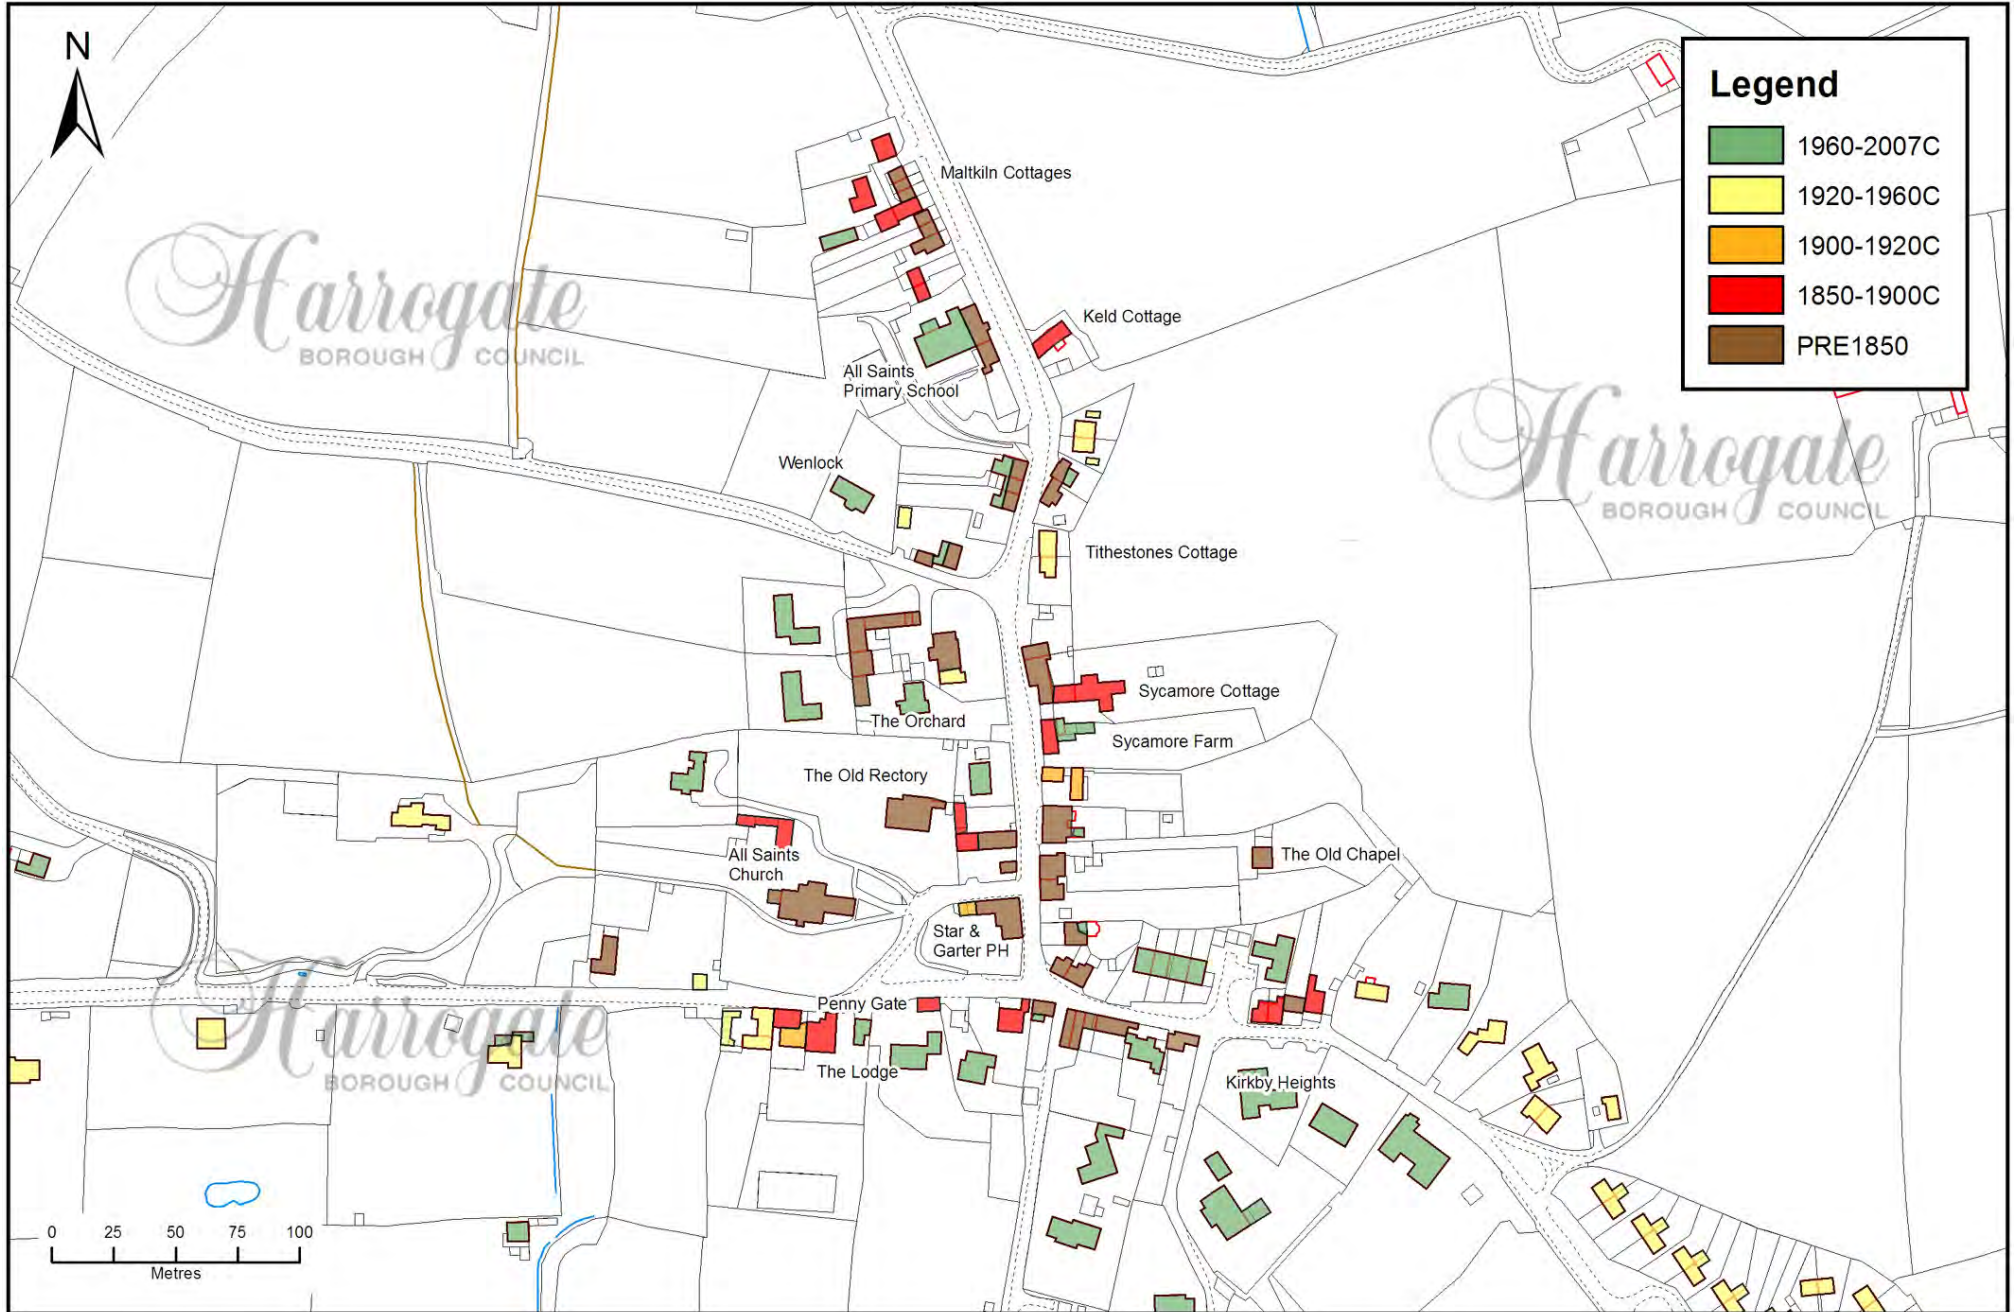 N
Legend
1960-2007C
1920-1960C
1900-1920C
1850-1900C
PRE1850
Maltkiln Cottages
Harrogate
BOROUGH COUNCIL
Keld Cottage
All Saints
Primary School
Harrogate
BOROUGH COUNCIL
Wenlock
Tithestones Cottage
Sycamore Cottage
The Orchard
Sycamore Farm
The Old Rectory
All Saints
Church
The Old Chapel
Star &
Garter PH
Penny Gate
Harrogate
BOROUGH COUNCIL
The Lodge
Kirkby Heights
0 25 50 75 100
Metres